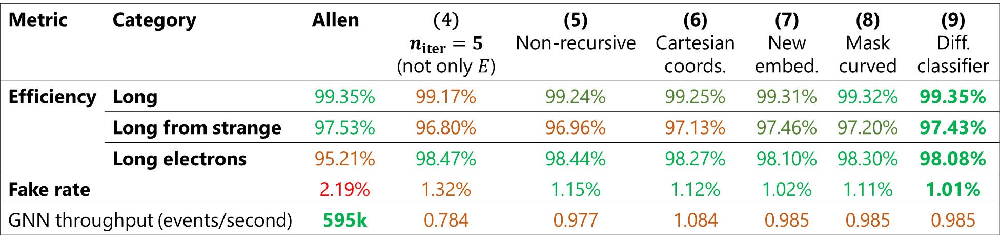 Metric Category Allen (4) (5) (6) (7) (8) (9)
n_iter = 5 Non-recursive Cartesian New Mask Diff.
(not only E) coords. embed. curved classifier
Efficiency Long 99.35% 99.17% 99.24% 99.25% 99.31% 99.32% 99.35%
Long from strange 97.53% 96.80% 96.96% 97.13% 97.46% 97.20% 97.43%
Long electrons 95.21% 98.47% 98.44% 98.27% 98.10% 98.30% 98.08%
Fake rate 2.19% 1.32% 1.15% 1.12% 1.02% 1.11% 1.01%
GNN throughput (events/second) 595k 0.784 0.977 1.084 0.985 0.985 0.985